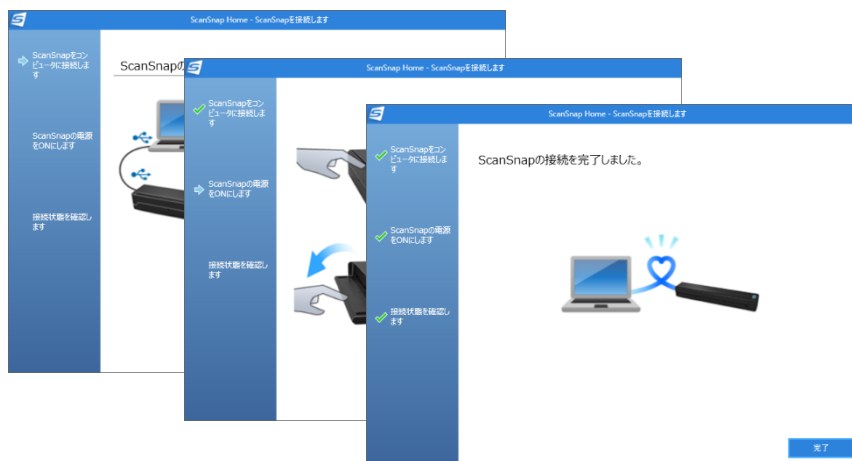 ScanSnap Home - ScanSnapを接続します
ScanSnapをコン
ピュータに接続しま
す
ScanSnapの電源
をONにします
接続状態を確認し
ます
ScanSnapの
ScanSnap Home - ScanSnapを接続します
ScanSnapをコン
ピュータに接続しま
す
ScanSnapの電源
をONにします
接続状態を確認し
ます
ScanSnap Home - ScanSnapを接続します
ScanSnapをコン
ピュータに接続しま
す
ScanSnapの電源
をONにします
接続状態を確認し
ます
ScanSnapの接続を完了しました。
完了